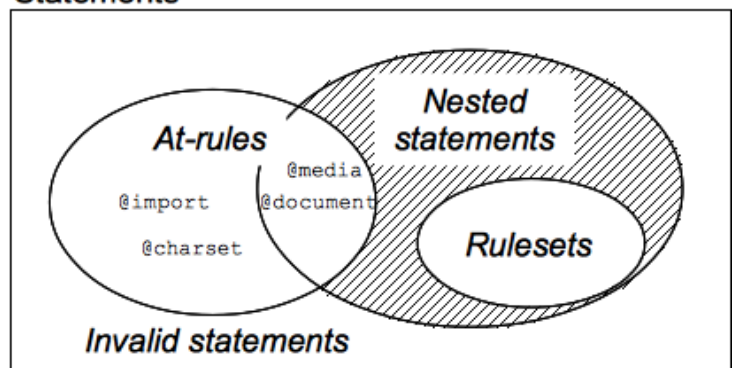 Statements
At-rules
Nested
statements
@media
@import
@document
@charset
Rulesets
Invalid statements